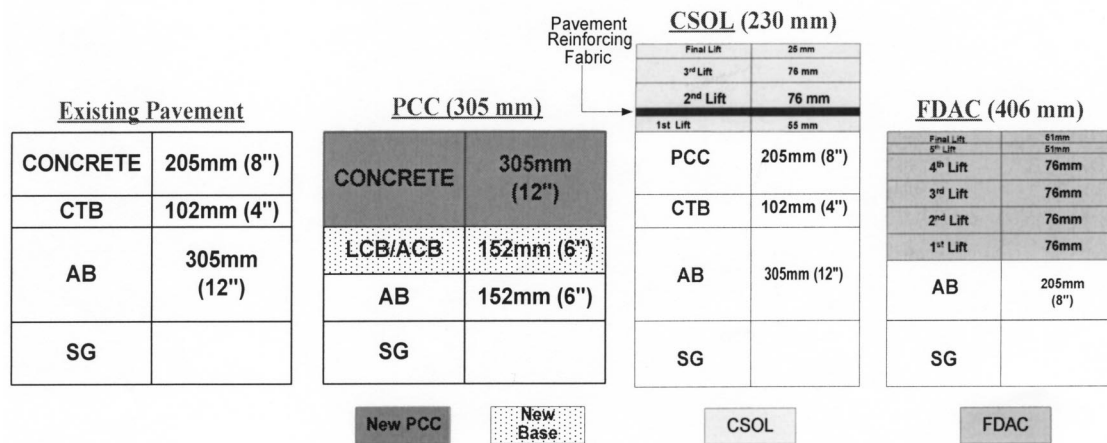 Existing Pavement
CONCRETE 205mm (8")
CTB 102mm (4")
AB 305mm
(12")
SG
PCC (305 mm)
CONCRETE 305mm
(12")
LCB/ACB 152mm (6")
AB 152mm (6")
SG
New PCC
New
Base
Pavement
Reinforcing
Fabric
CSOL (230 mm)
Final Lift 26 mm
3rd Lift 76 mm
2nd Lift 76 mm
1st Lift 55 mm
PCC 205mm (8")
CTB 102mm (4")
AB 305mm (12")
SG
CSOL
FDAC (406 mm)
Final Lift 51mm
5th Lift 51mm
4th Lift 76mm
3rd Lift 76mm
2nd Lift 76mm
1st Lift 76mm
AB 205mm
(8")
SG
FDAC